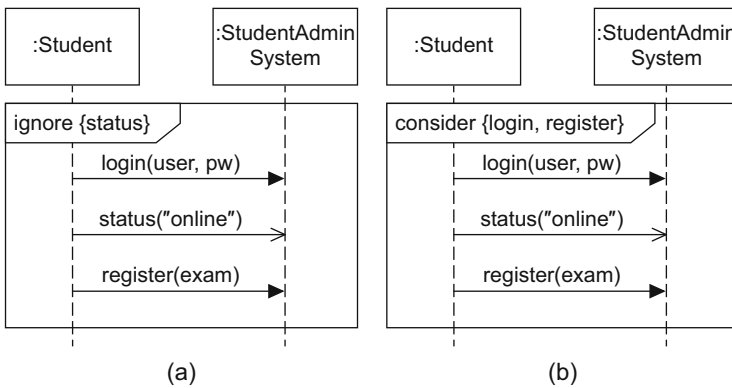 :Student
:StudentAdmin
System
ignore {status}
login(user, pw)
status("online")
register(exam)
(a)
:Student
:StudentAdmin
System
consider {login, register}
login(user, pw)
status("online")
register(exam)
(b)